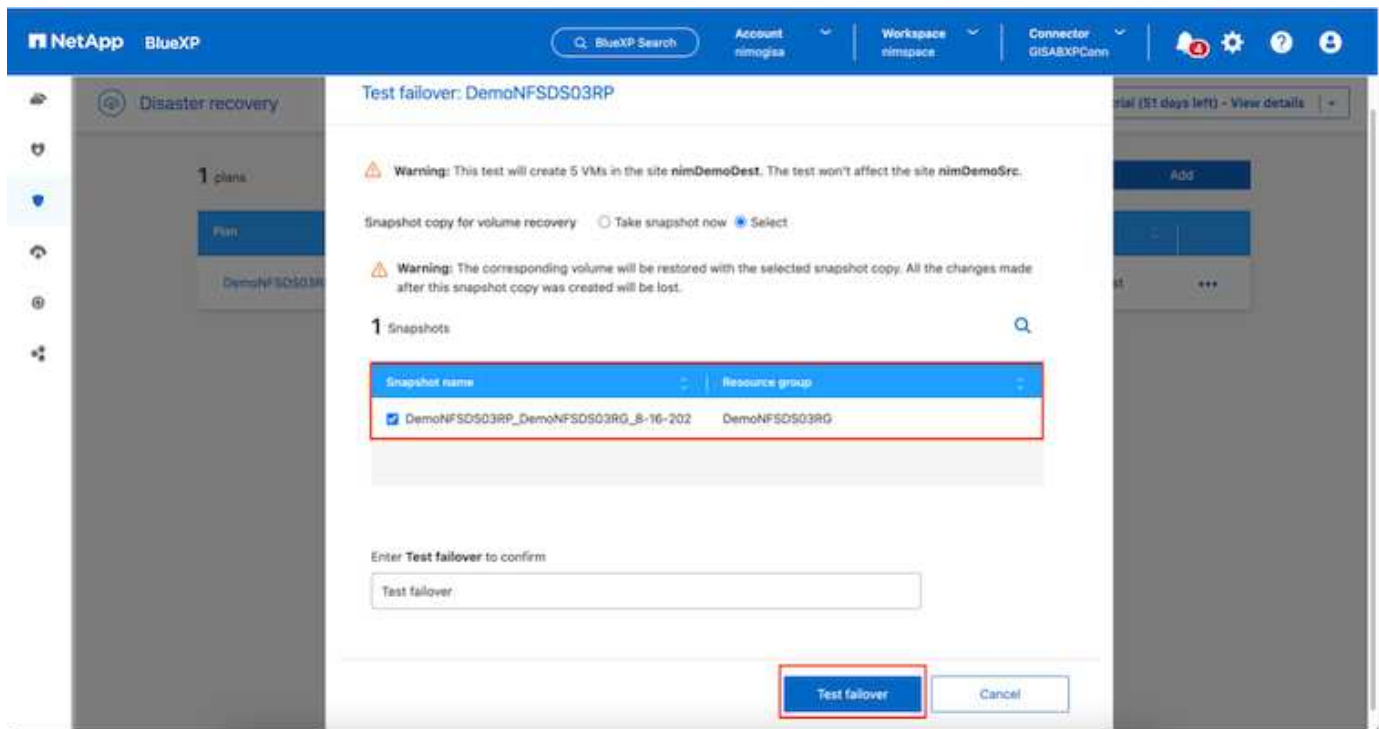 NetApp BlueXP
BlueXP Search
Account
nimogisa
Workspace
nimspace
Connector
GISABXPConn
4
Disaster recovery
Test failover: DemoNFSDS03RP
rial (51 days left) - View details
1 plans
Add
Plan
DemoNFSDS03R
st
Warning: This test will create 5 VMs in the site nimDemoDest. The test won't affect the site nimDemoSrc.
Snapshot copy for volume recovery Take snapshot now Select
Warning: The corresponding volume will be restored with the selected snapshot copy. All the changes made
after this snapshot copy was created will be lost.
1 Snapshots
Snapshot name Resource group
DemoNFSDS03RP_DemoNFSDS03RG_8-16-202 DemoNFSDS03RG
Enter Test failover to confirm
Test failover
Test failover Cancel